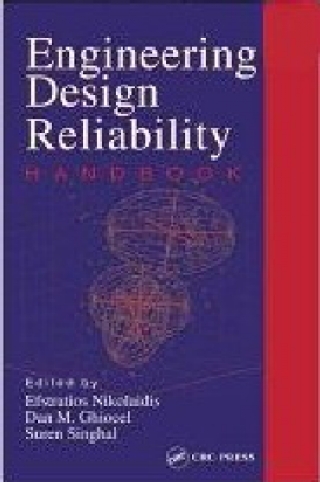 Engineering
Design
Reliability
HANDBOOK
Edited by
Efstratios Nikolaidis
Dan M. Ghiocel
Suren Singhal
CRC PRESS